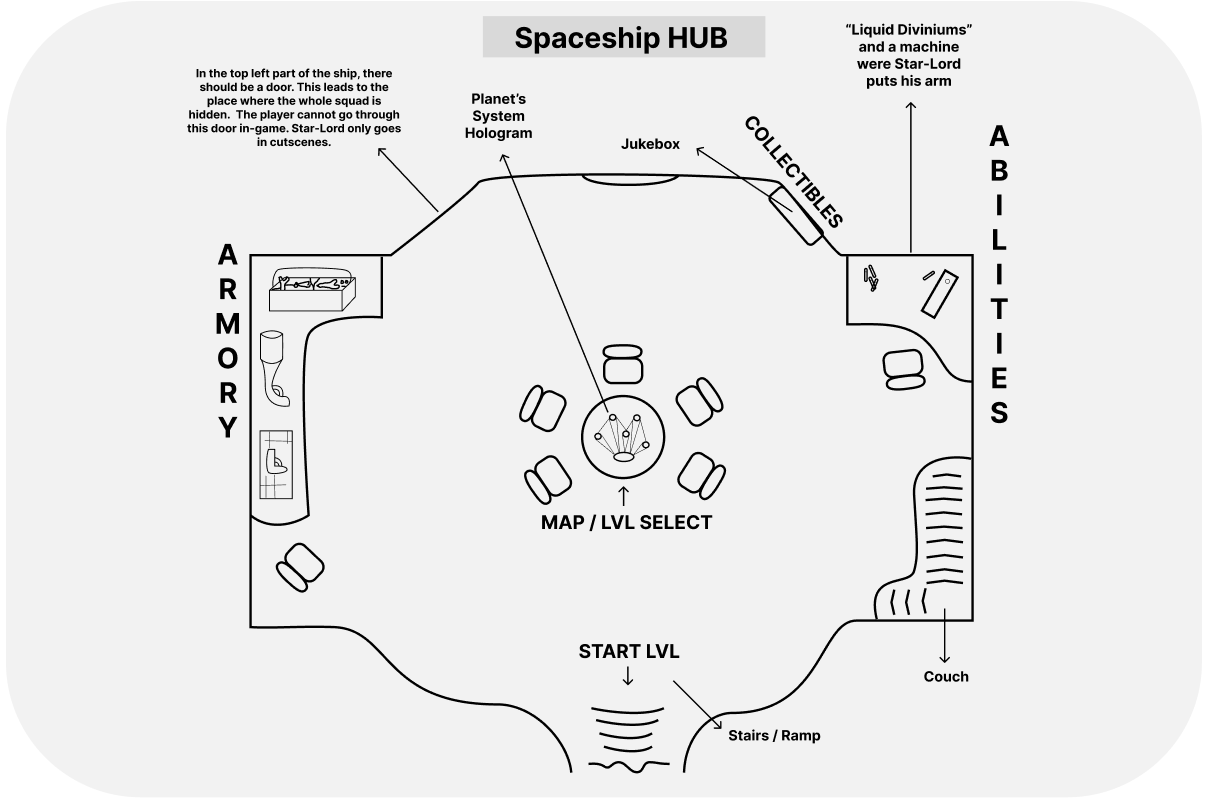 Spaceship HUB
In the top left part of the ship, there
should be a door. This leads to the
place where the whole squad is
hidden. The player cannot go through
this door in-game. Star-Lord only goes
in cutscenes.
Planet’s
System
Hologram
Jukebox
COLLECTIBLES
“Liquid Diviniums”
and a machine
were Star-Lord
puts his arm
ARMORY
ABILITIES
MAP / LVL SELECT
START LVL
Couch
Stairs / Ramp